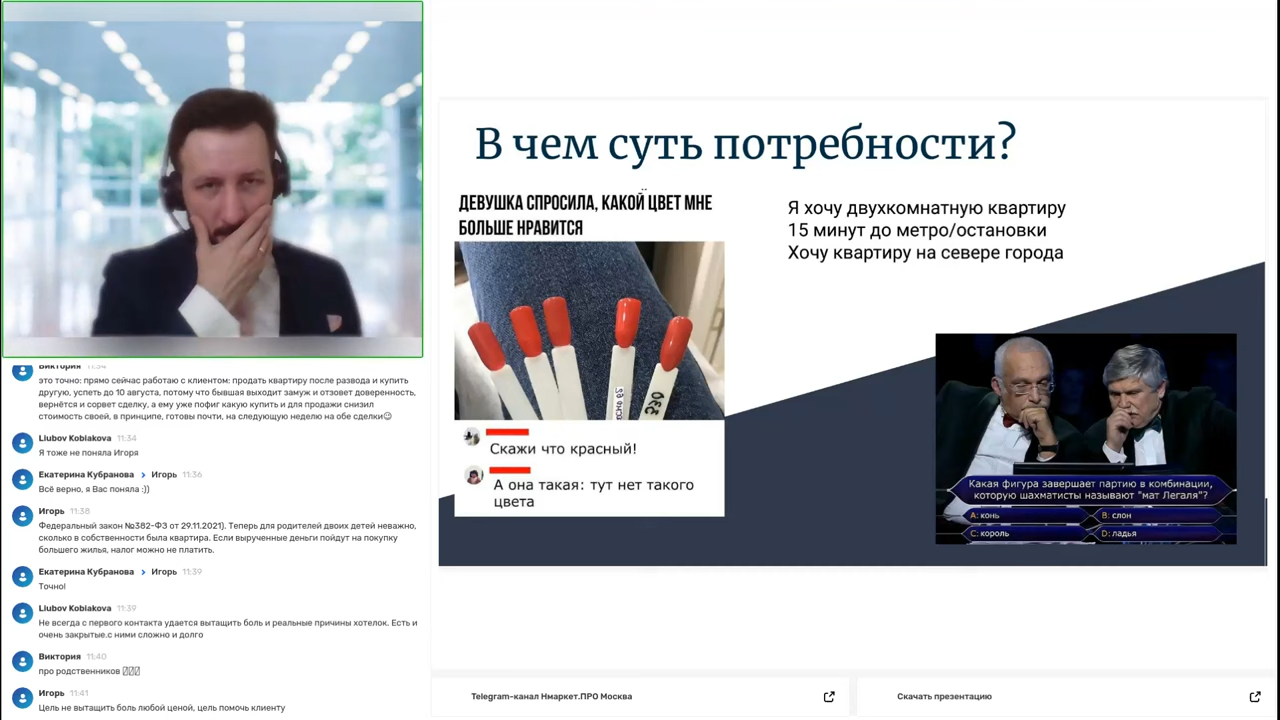 Виктория 11:34
это точно: прямо сейчас работаю с клиентом: продать квартиру после развода и купить
другую, успеть до 10 августа, потому что бывшая выходит замуж и отзовет доверенность,
вернётся и сорвет сделку, а ему уже пофиг какую купить и для продажи снизил
стоимость своей, в принципе, готовы почти, на следующую неделю на обе сделки😉
Liubov Kobiakova 11:34
Я тоже не поняла Игоря
Екатерина Кубранова > Игорь 11:36
Всё верно, я Вас поняла :))
Игорь 11:38
Федеральный закон №382-ФЗ от 29.11.2021). Теперь для родителей двоих детей неважно,
сколько в собственности была квартира. Если вырученные деньги пойдут на покупку
большего жилья, налог можно не платить.
Екатерина Кубранова > Игорь 11:39
Точно!
Liubov Kobiakova 11:39
Не всегда с первого контакта удается вытащить боль и реальные причины хотелок. Есть и
очень закрытые.с ними сложно и долго
Виктория 11:40
про родственников
Игорь 11:41
Цель не вытащить боль любой ценой, цель помочь клиенту
В чем суть потребности?
ДЕВУШКА СПРОСИЛА, КАКОЙ ЦВЕТ МНЕ
БОЛЬШЕ НРАВИТСЯ
Скажи что красный!
А она такая: тут нет такого
цвета
Я хочу двухкомнатную квартиру
15 минут до метро/остановки
Хочу квартиру на севере города
Какая фигура завершает партию в комбинации,
которую шахматисты называют "мат Легаля"?
A: конь
B: слон
C: король
D: ладья
Telegram-канал Нмаркет.ПРО Москва
Скачать презентацию